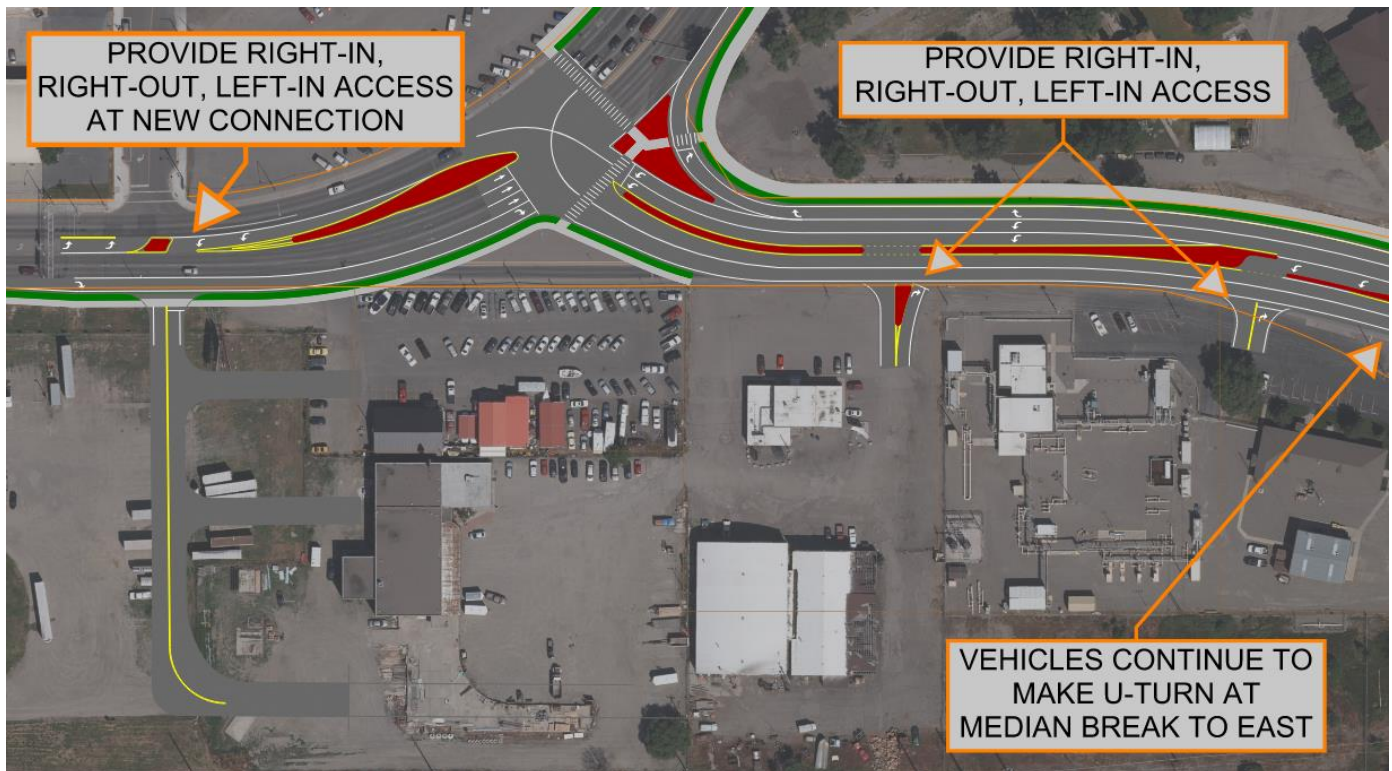 PROVIDE RIGHT-IN,
RIGHT-OUT, LEFT-IN ACCESS
AT NEW CONNECTION
PROVIDE RIGHT-IN,
RIGHT-OUT, LEFT-IN ACCESS
VEHICLES CONTINUE TO
MAKE U-TURN AT
MEDIAN BREAK TO EAST